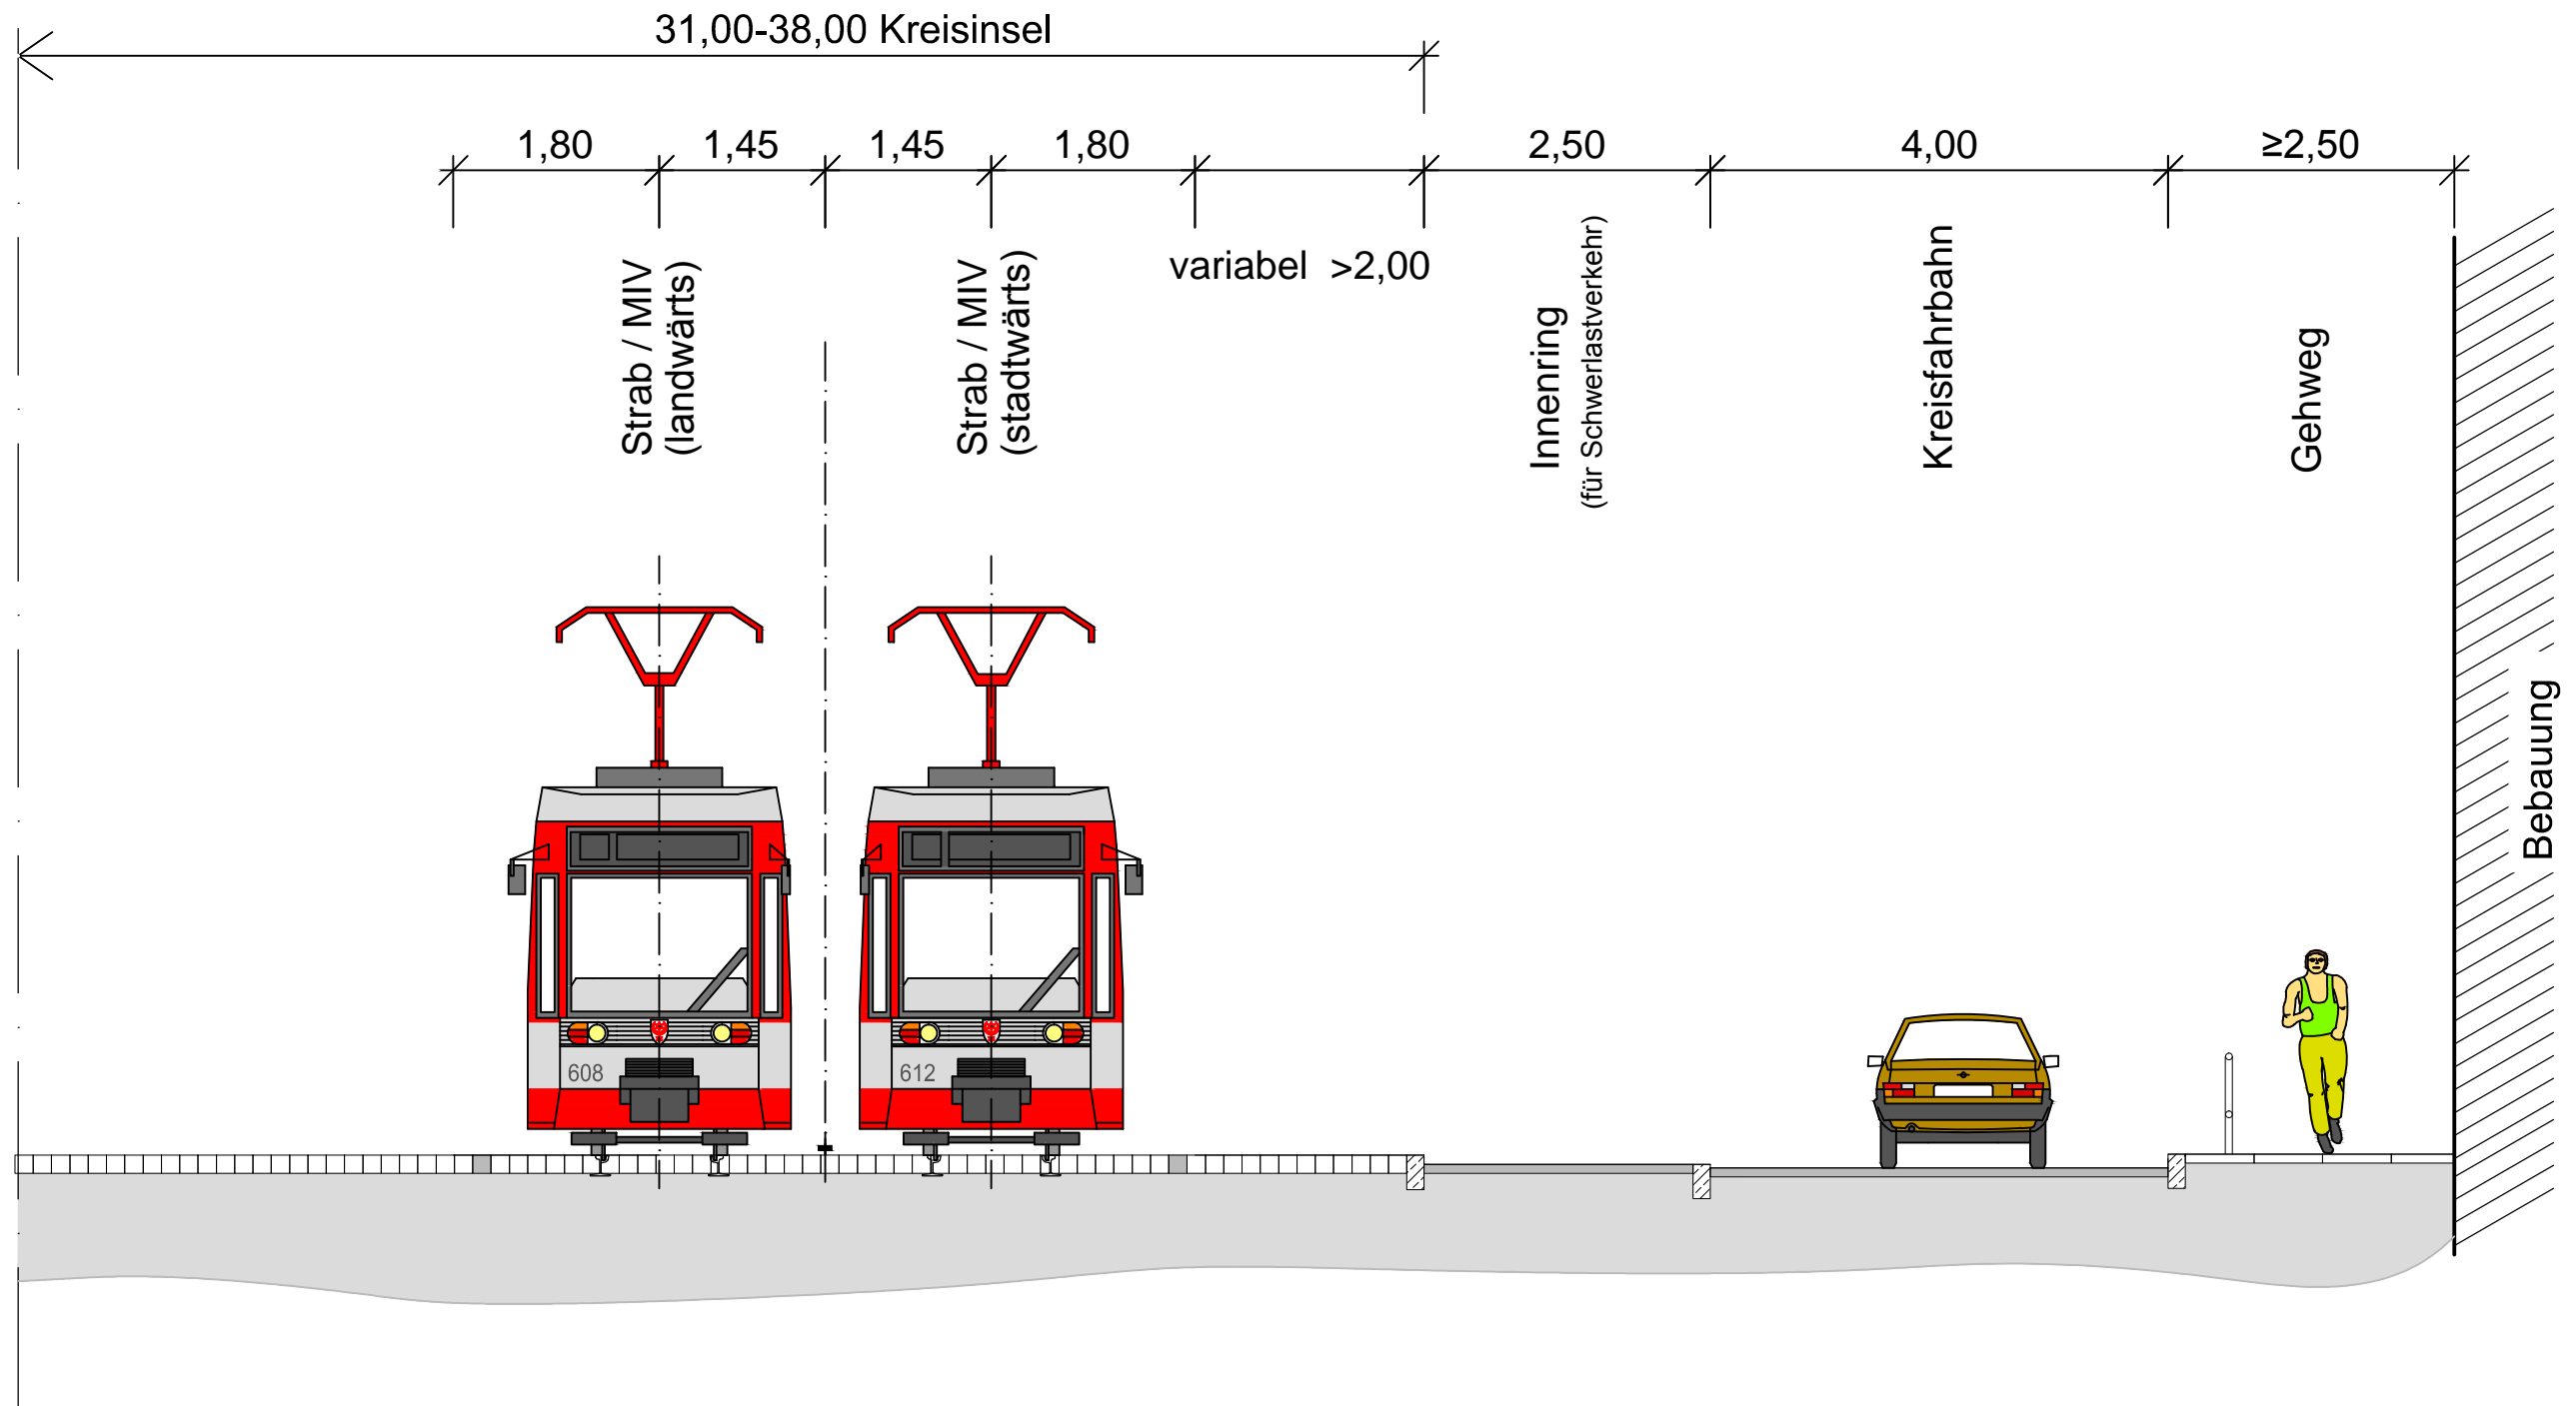 31,00-38,00 Kreisinsel
1,80
1,45
1,45
1,80
2,50
4,00
≥2,50
variabel >2,00
Strab / MIV
(landwärts)
Strab / MIV
(stadtwärts)
Innenring
(für Schwerlastverkehr)
Kreisfahrbahn
Gehweg
Bebauung
608
612